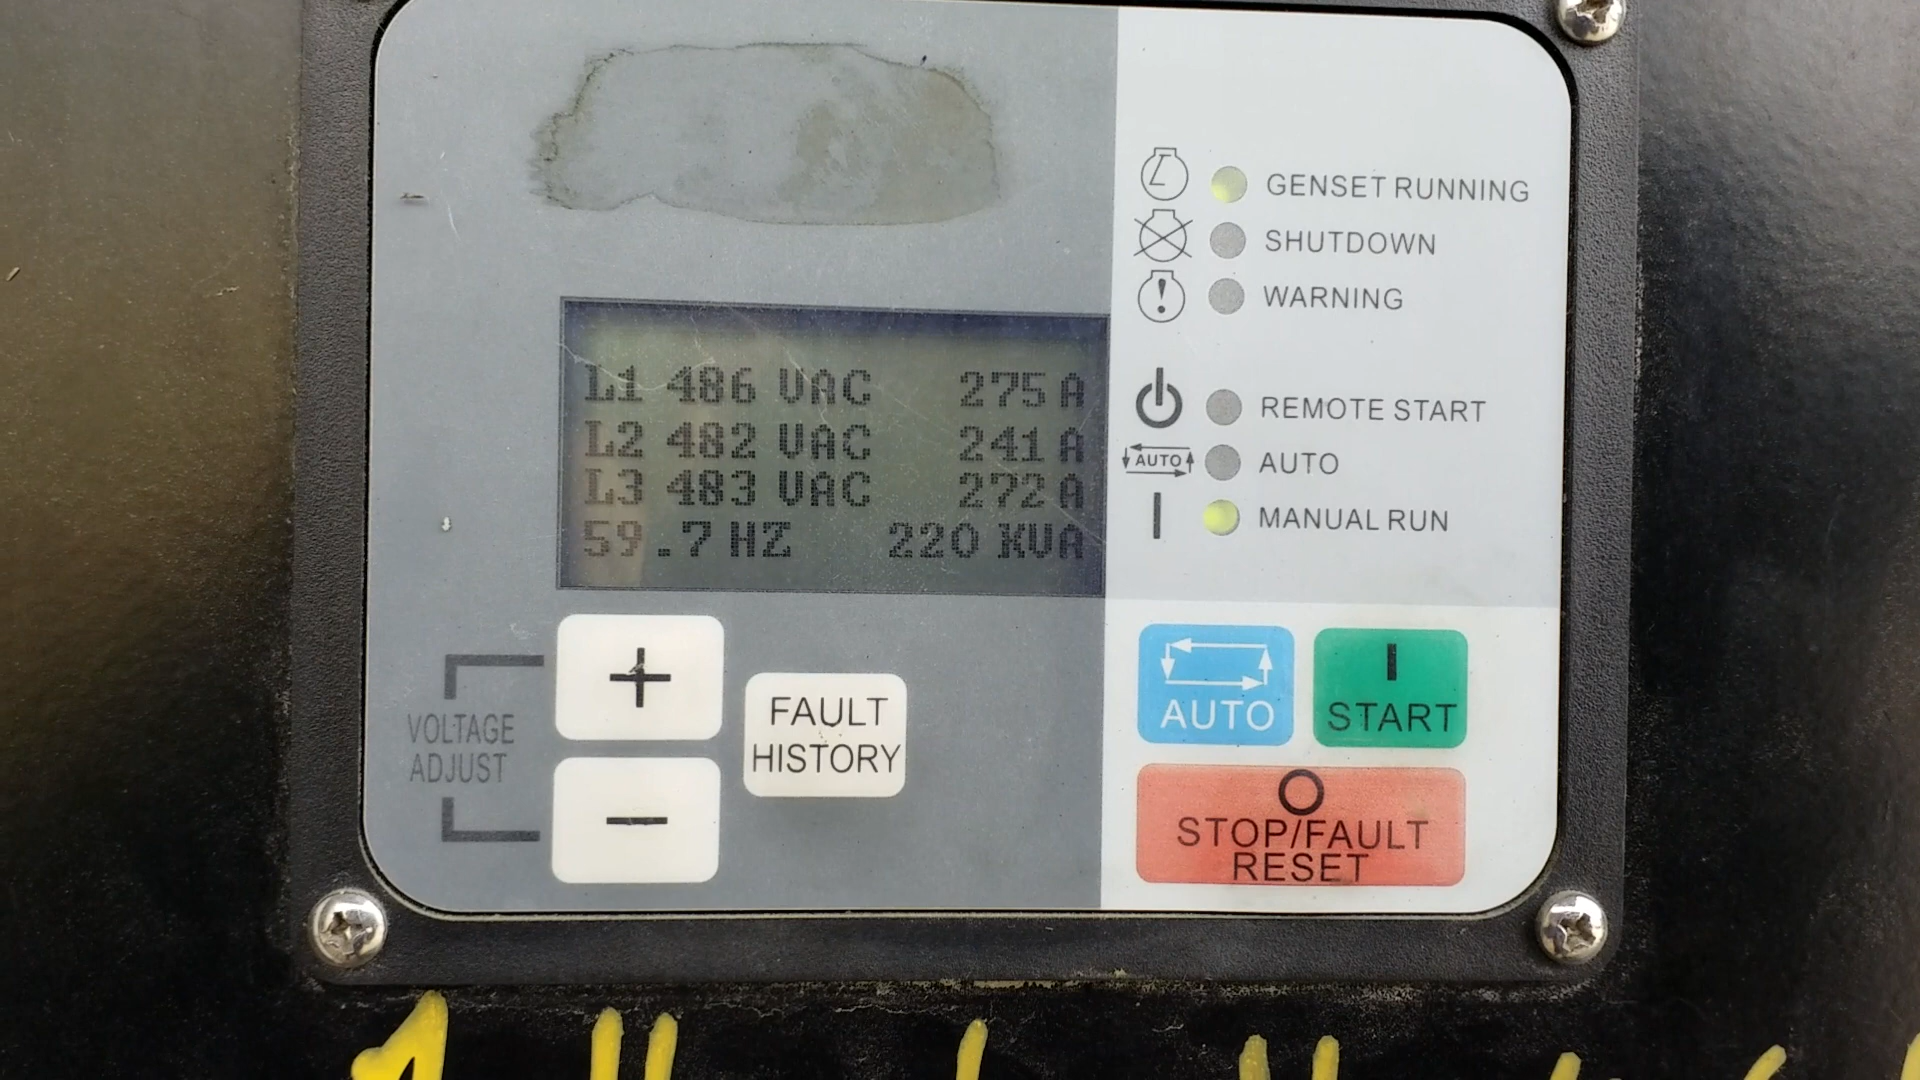 GENSET RUNNING
SHUTDOWN
! WARNING
L1 486 VAC 275 A
L2 482 VAC 241 A
L3 483 VAC 272 A
59.7 HZ 220 KVA
REMOTE START
AUTO AUTO
MANUAL RUN
VOLTAGE
ADJUST
+
−
FAULT
HISTORY
AUTO
START
STOP/FAULT
RESET